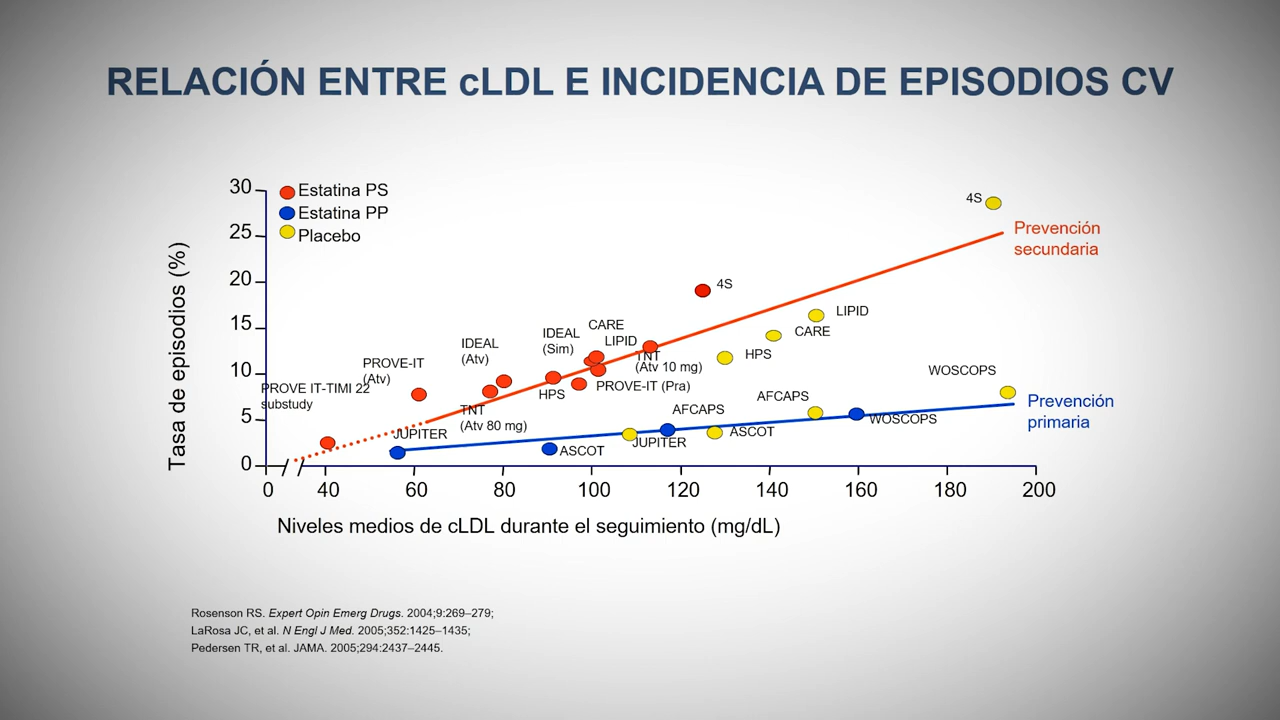 RELACIÓN ENTRE cLDL E INCIDENCIA DE EPISODIOS CV
Tasa de episodios (%)
30
25
20
15
10
5
0
Estatina PS
Estatina PP
Placebo
4S
Prevención
secundaria
4S
LIPID
CARE
CARE
IDEAL
(Sim)
LIPID
IDEAL
(Atv)
TNT
(Atv 10 mg)
HPS
PROVE-IT
(Atv)
WOSCOPS
PROVE IT-TIMI 22
substudy
HPS
PROVE-IT (Pra)
AFCAPS
Prevención
primaria
TNT
(Atv 80 mg)
AFCAPS
WOSCOPS
JUPITER
JUPITER
ASCOT
ASCOT
0 40 60 80 100 120 140 160 180 200
Niveles medios de cLDL durante el seguimiento (mg/dL)
Rosenson RS. Expert Opin Emerg Drugs. 2004;9:269–279;
LaRosa JC, et al. N Engl J Med. 2005;352:1425–1435;
Pedersen TR, et al. JAMA. 2005;294:2437–2445.